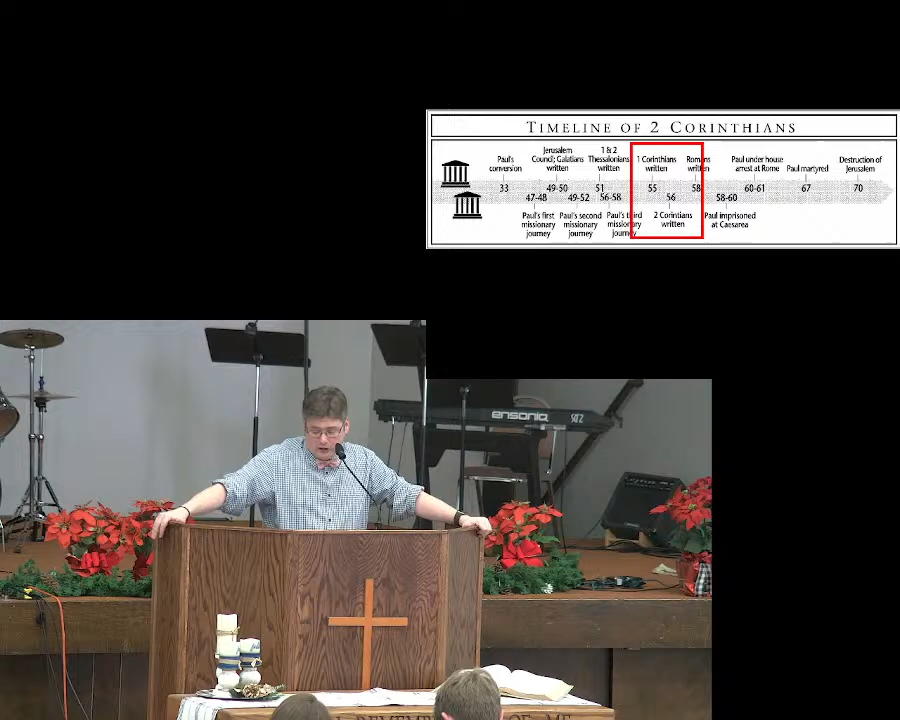 TIMELINE OF 2 CORINTHIANS
Paul's
conversion
Jerusalem
Council; Galatians
written
1 & 2
Thessalonians
written
1 Corinthians
written
Romans
written
Paul under house
arrest at Rome
Paul martyred
Destruction of
Jerusalem
33
49-50
51
55
58
60-61
67
70
47-48
49-52
56-58
56
58-60
Paul's first
missionary
journey
Paul's second
missionary
journey
Paul's third
missionary
journey
2 Corintians
written
Paul imprisoned
at Caesarea
ensoniq
OF ME